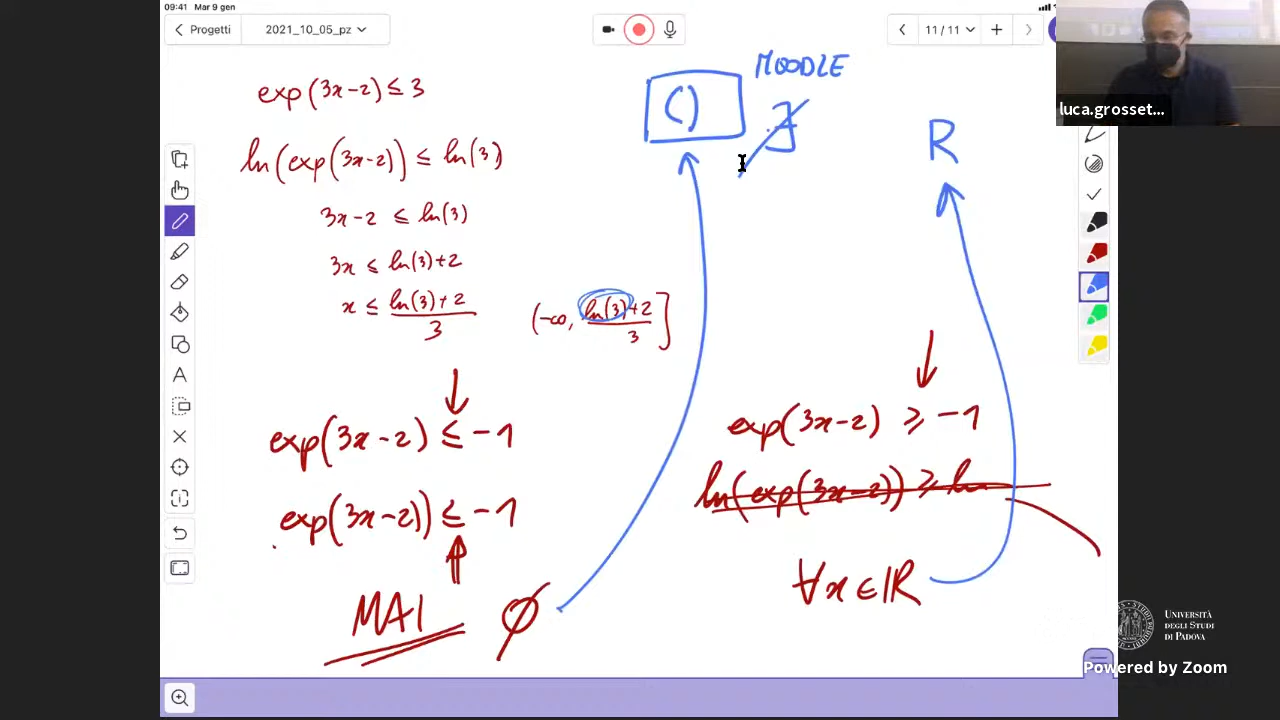 09:41 Mar 9 gen
Progetti
2021_10_05_pz
11/11
luca.grosset...
exp(3x-2) ≤ 3
ln(exp(3x-2)) ≤ ln(3)
3x-2 ≤ ln(3)
3x ≤ ln(3)+2
x ≤ ln(3)+2
3
(-∞, ln(3)+2
3 ]
exp(3x-2) ≤ -1
exp(3x-2)) ≤ -1
MAI ∅
( )
MOODLE
R
exp(3x-2) ≥ -1
ln(exp(3x-2)) ≥ ln
∀x∈ℝ
UNIVERSITÀ
DEGLI STUDI
DI PADOVA
Powered by Zoom